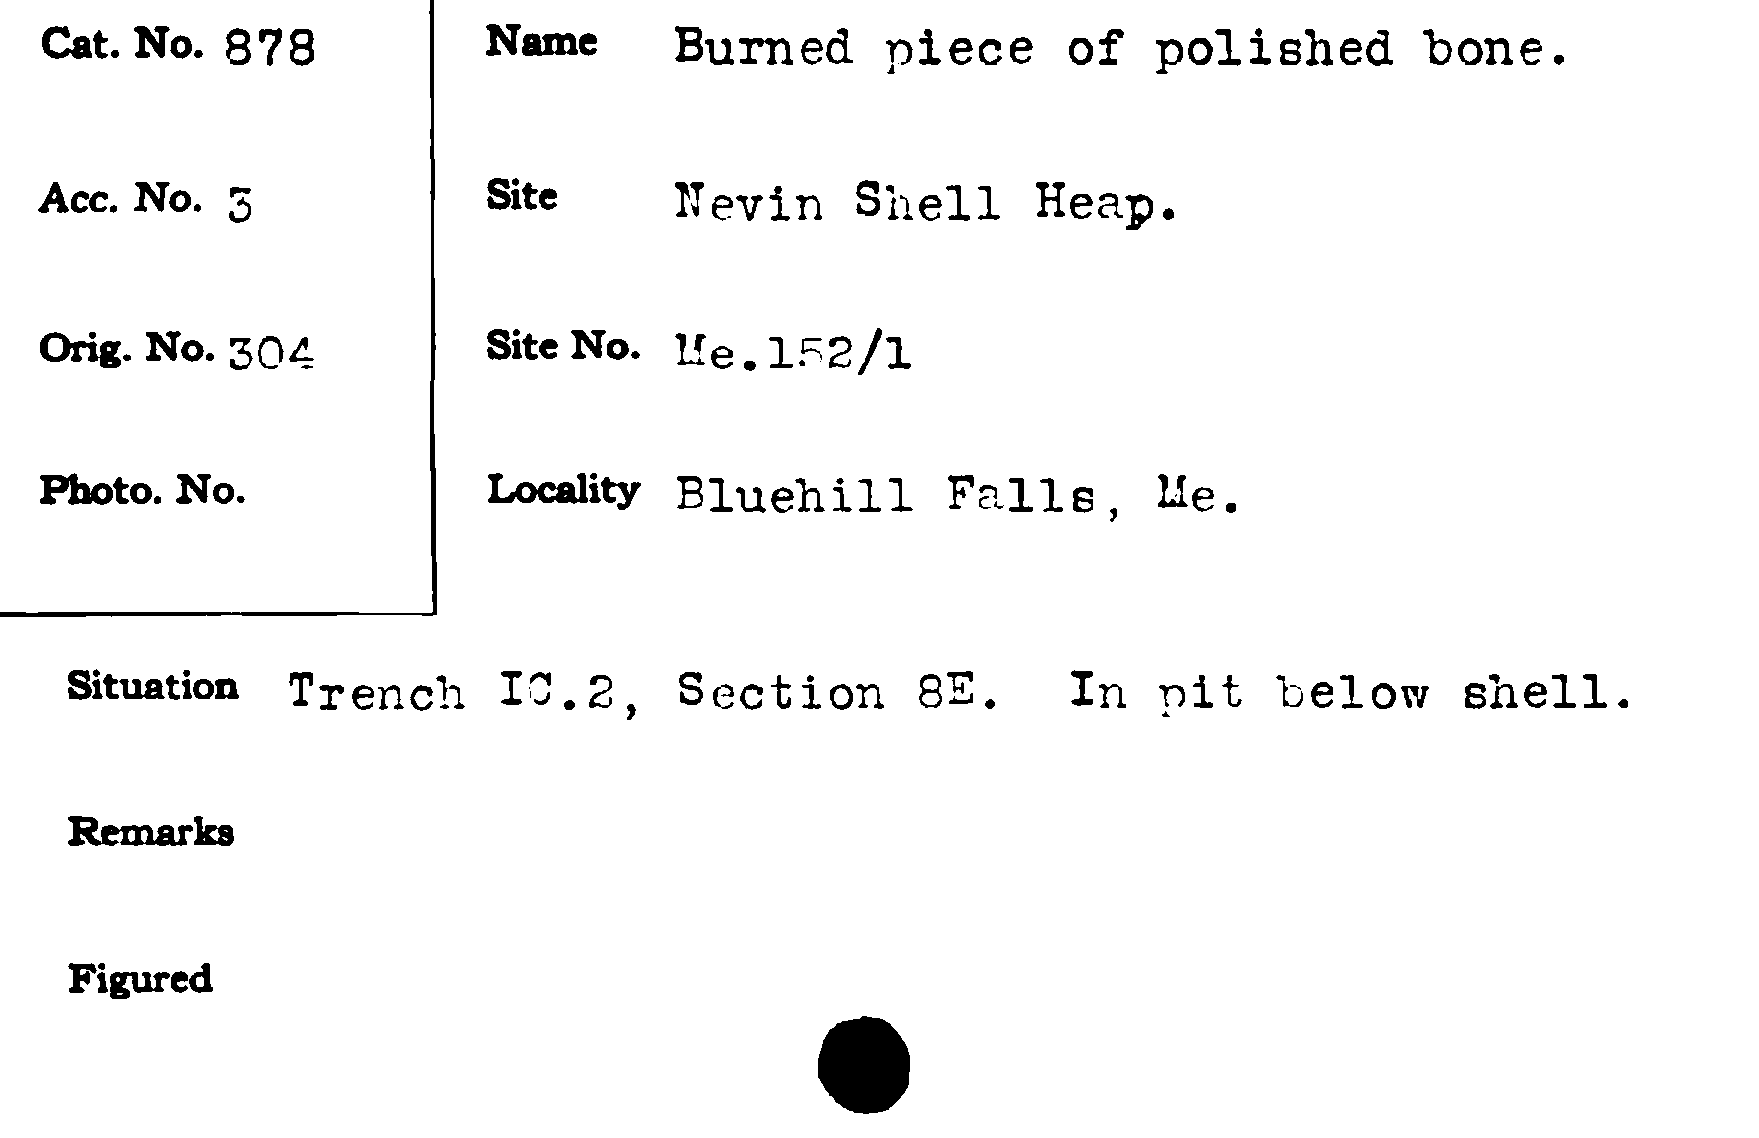 Cat. No. 878
Name Burned piece of polished bone.
Acc. No. 3
Site Nevin Shell Heap.
Orig. No. 304
Site No. Me.152/1
Photo. No.
Locality Bluehill Falls, Me.
Situation Trench IC.2, Section 8E. In pit below shell.
Remarks
Figured